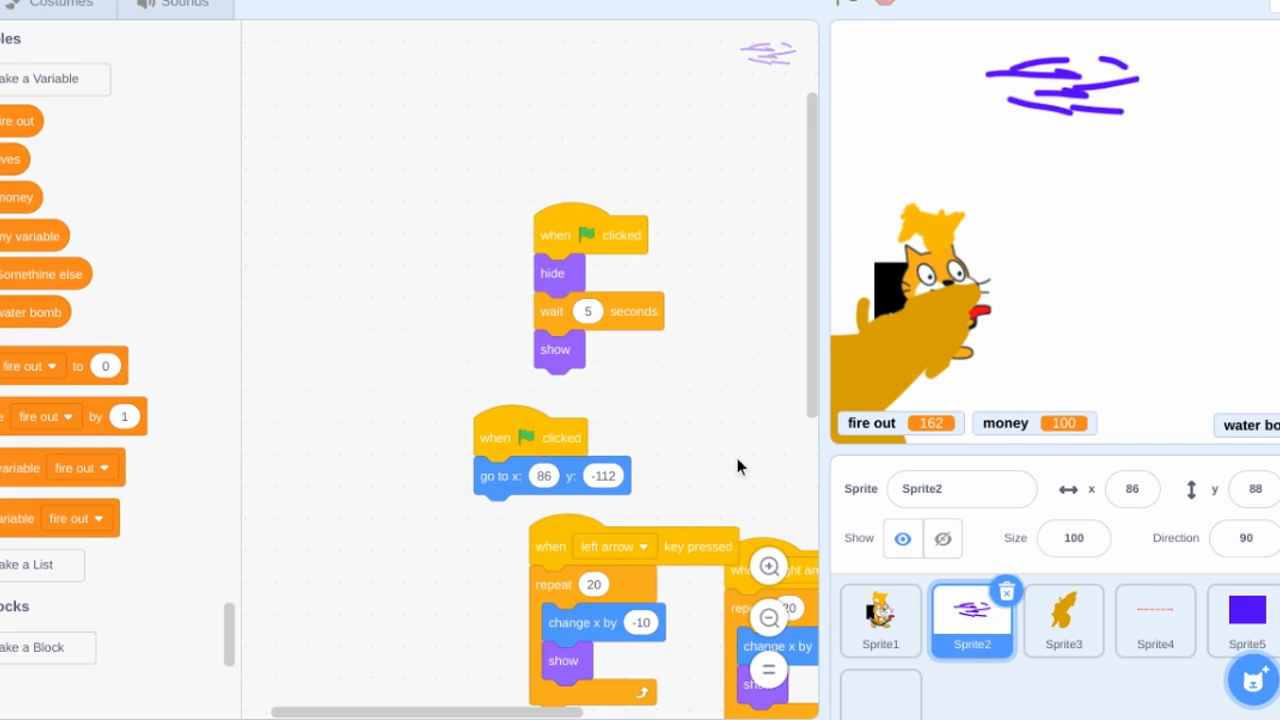 Costumes
Sounds
les
ake a Variable
ire out
ves
money
my variable
Somethine else
water bomb
fire out to 0
e fire out by 1
variable fire out
ariable fire out
ake a List
ocks
ake a Block
when clicked
hide
wait 5 seconds
show
when clicked
go to x: 86 y: -112
when left arrow key pressed
repeat 20
change x by -10
show
change x by
fire out 162
money 100
water bo
Sprite Sprite2 x 86 y 88
Show Size 100 Direction 90
Sprite1
Sprite2
Sprite3
Sprite4
Sprite5